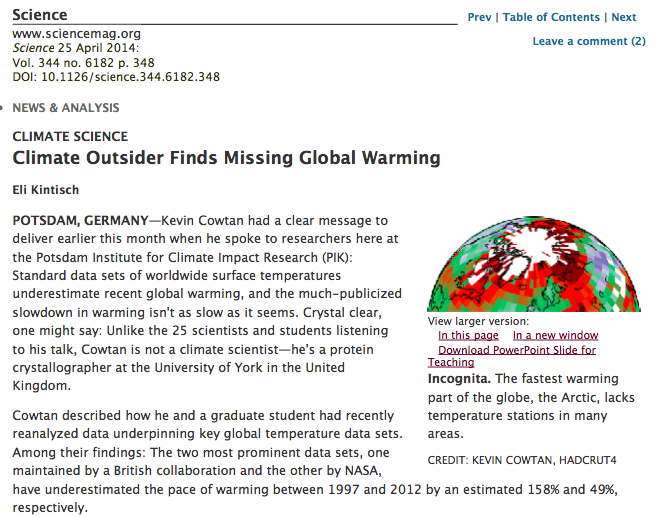 Science
Prev | Table of Contents | Next
www.sciencemag.org
Science 25 April 2014:
Vol. 344 no. 6182 p. 348
DOI: 10.1126/science.344.6182.348
Leave a comment (2)
NEWS & ANALYSIS
CLIMATE SCIENCE
Climate Outsider Finds Missing Global Warming
Eli Kintisch
POTSDAM, GERMANY—Kevin Cowtan had a clear message to
deliver earlier this month when he spoke to researchers here at
the Potsdam Institute for Climate Impact Research (PIK):
Standard data sets of worldwide surface temperatures
underestimate recent global warming, and the much-publicized
slowdown in warming isn't as slow as it seems. Crystal clear,
one might say: Unlike the 25 scientists and students listening
to his talk, Cowtan is not a climate scientist—he's a protein
crystallographer at the University of York in the United
Kingdom.
View larger version:
In this page In a new window
Download PowerPoint Slide for
Teaching
Incognita. The fastest warming
part of the globe, the Arctic, lacks
temperature stations in many
areas.
CREDIT: KEVIN COWTAN, HADCRUT4
Cowtan described how he and a graduate student had recently
reanalyzed data underpinning key global temperature data sets.
Among their findings: The two most prominent data sets, one
maintained by a British collaboration and the other by NASA,
have underestimated the pace of warming between 1997 and 2012 by an estimated 158% and 49%,
respectively.